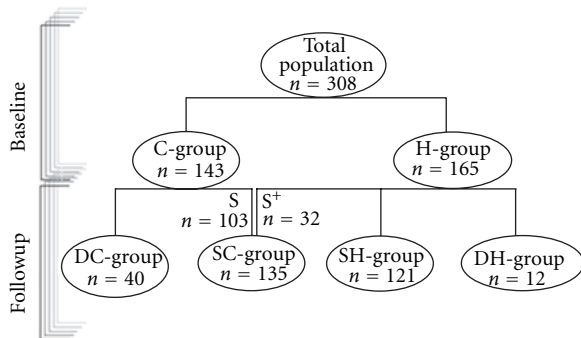 Baseline
Total
population
n = 308
C-group
n = 143
H-group
n = 165
Followup
S
n = 103
S+
n = 32
DC-group
n = 40
SC-group
n = 135
SH-group
n = 121
DH-group
n = 12